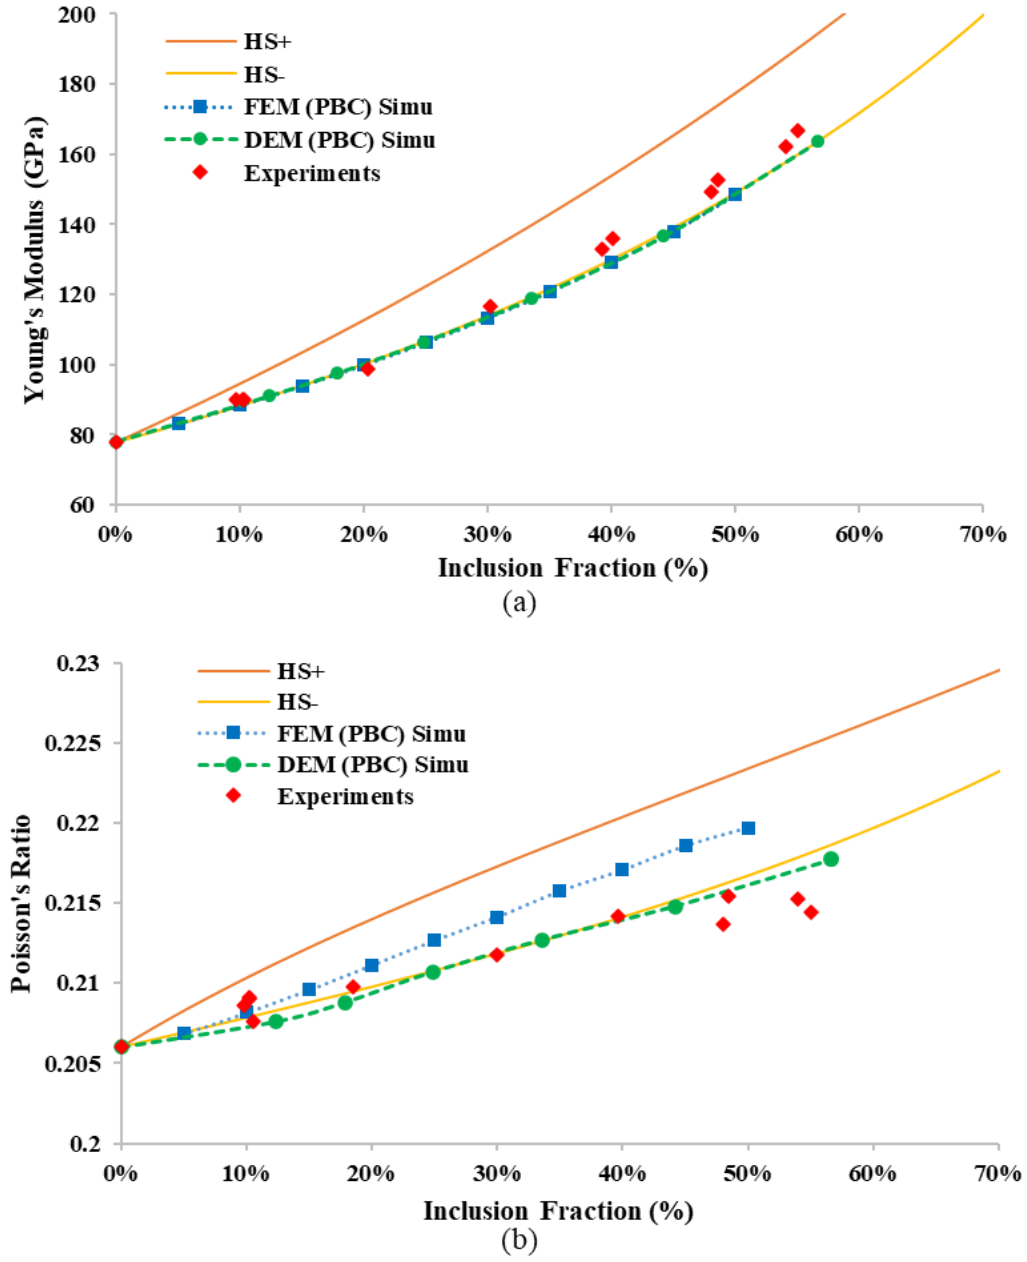 200
180
160
140
120
100
80
60
Young's Modulus (GPa)
HS+
HS-
FEM (PBC) Simu
DEM (PBC) Simu
Experiments
0% 10% 20% 30% 40% 50% 60% 70%
Inclusion Fraction (%)
(a)
0.23
0.225
0.22
0.215
0.21
0.205
0.2
Poisson's Ratio
HS+
HS-
FEM (PBC) Simu
DEM (PBC) Simu
Experiments
0% 10% 20% 30% 40% 50% 60% 70%
Inclusion Fraction (%)
(b)